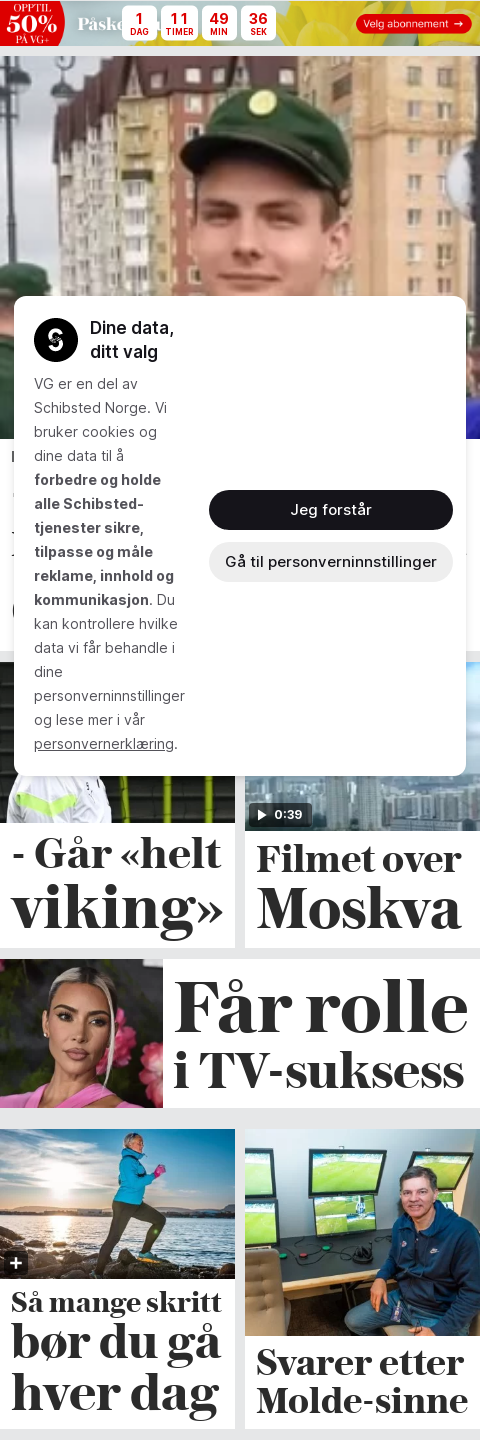 OPPTIL
50%
PÅ VG+
1
DAG
11
TIMER
49
MIN
36
SEK
Velg abonnement →
Dine data,
ditt valg
VG er en del av
Schibsted Norge. Vi
bruker cookies og
dine data til å
forbedre og holde
alle Schibsted-
tjenester sikre,
tilpasse og måle
reklame, innhold og
kommunikasjon. Du
kan kontrollere hvilke
data vi får behandle i
dine
personverninnstillinger
og lese mer i vår
personvernerklæring.
Jeg forstår
Gå til personverninnstillinger
0:39
- Går «helt
viking»
Filmet over
Moskva
Får rolle
i TV-suksess
Så mange skritt
bør du gå
hver dag
Svarer etter
Molde-sinne